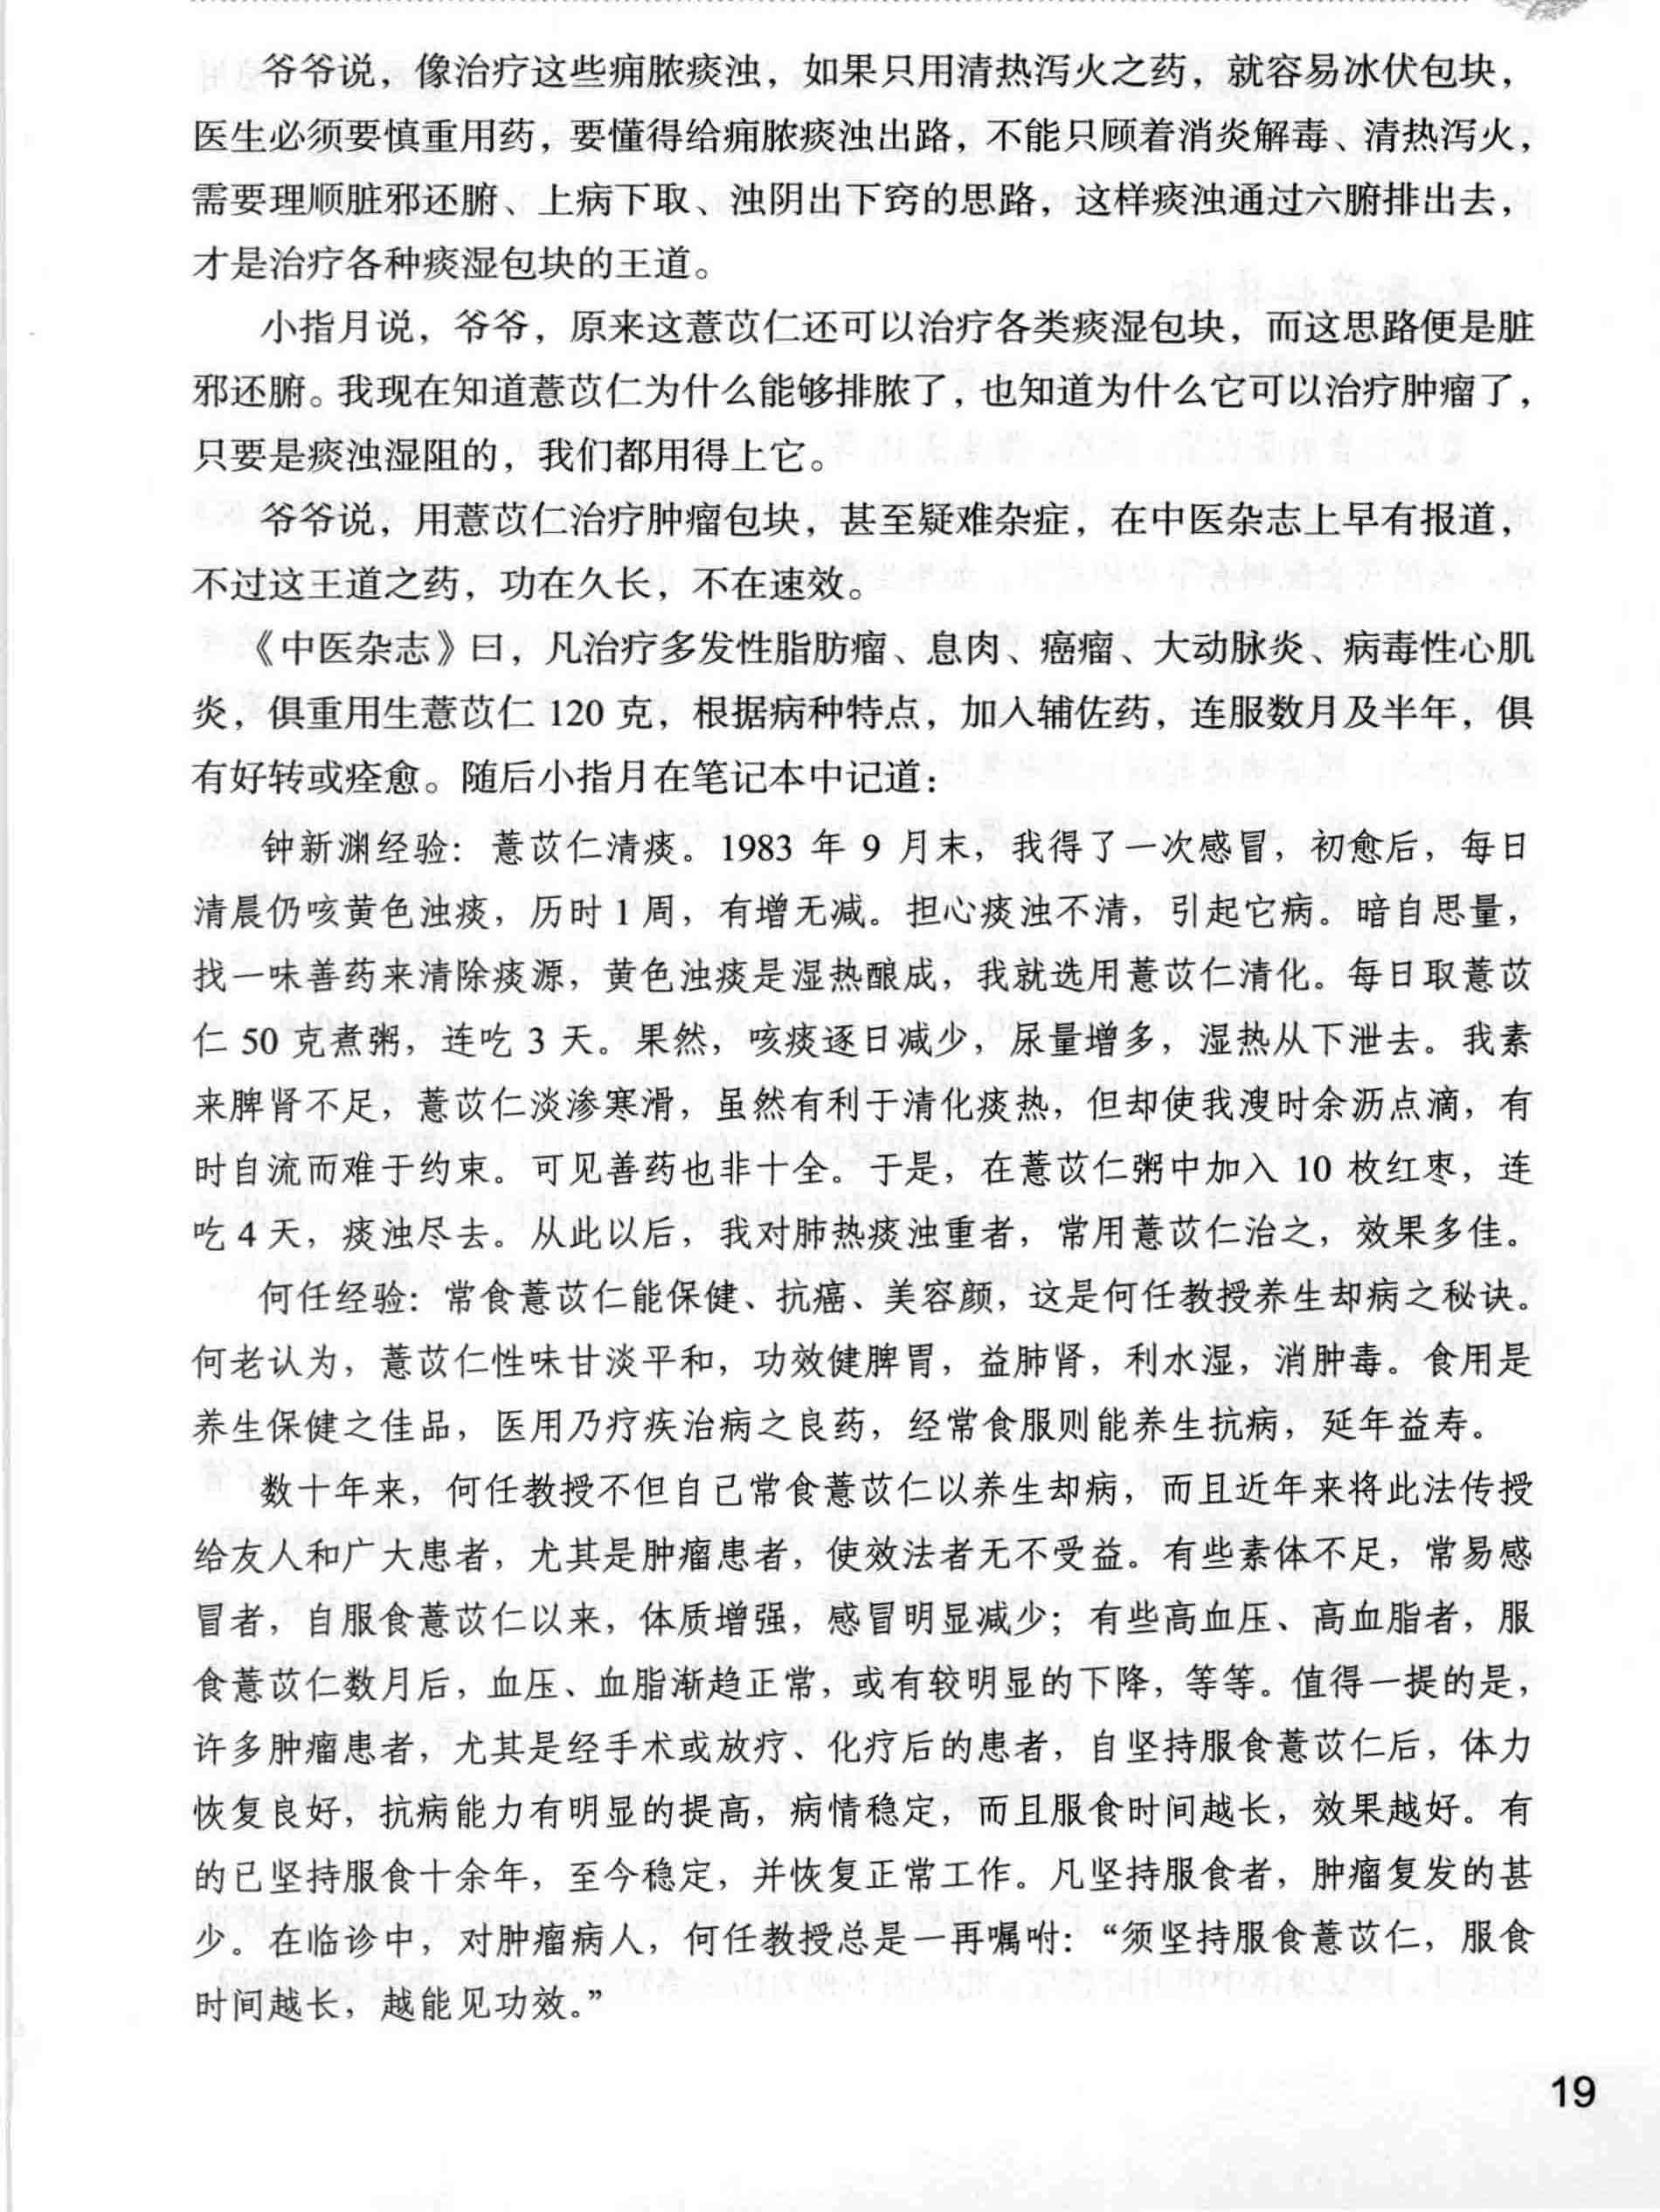 爷爷说，像治疗这些痈脓痰浊，如果只用清热泻火之药，就容易冰伏包块，
医生必须要慎重用药，要懂得给痈脓痰浊出路，不能只顾着消炎解毒、清热泻火，
需要理顺脏邪还腑、上病下取、浊阴出下窍的思路，这样痰浊通过六腑排出去，
才是治疗各种痰湿包块的王道。
小指月说，爷爷，原来这薏苡仁还可以治疗各类痰湿包块，而这思路便是脏
邪还腑。我现在知道薏苡仁为什么能够排脓了，也知道为什么它可以治疗肿瘤了，
只要是痰浊湿阻的，我们都用得上它。
爷爷说，用薏苡仁治疗肿瘤包块，甚至疑难杂症，在中医杂志上早有报道，
不过这王道之药，功在久长，不在速效。
《中医杂志》曰，凡治疗多发性脂肪瘤、息肉、癌瘤、大动脉炎、病毒性心肌
炎，俱重用生薏苡仁 120 克，根据病种特点，加入辅佐药，连服数月及半年，俱
有好转或痊愈。随后小指月在笔记本中记道：
钟新渊经验：薏苡仁清痰。1983 年 9 月末，我得了一次感冒，初愈后，每日
清晨仍咳黄色浊痰，历时 1 周，有增无减。担心痰浊不清，引起它病。暗自思量，
找一味善药来清除痰源，黄色浊痰是湿热酿成，我就选用薏苡仁清化。每日取薏苡
仁 50 克煮粥，连吃 3 天。果然，咳痰逐日减少，尿量增多，湿热从下泄去。我素
来脾肾不足，薏苡仁淡渗寒滑，虽然有利于清化痰热，但却使我溲时余沥点滴，有
时自流而难于约束。可见善药也非十全。于是，在薏苡仁粥中加入 10 枚红枣，连
吃 4 天，痰浊尽去。从此以后，我对肺热痰浊重者，常用薏苡仁治之，效果多佳。
何任经验：常食薏苡仁能保健、抗癌、美容颜，这是何任教授养生却病之秘诀。
何老认为，薏苡仁性味甘淡平和，功效健脾胃，益肺肾，利水湿，消肿毒。食用是
养生保健之佳品，医用乃疗疾治病之良药，经常食服则能养生抗病，延年益寿。
数十年来，何任教授不但自己常食薏苡仁以养生却病，而且近年来将此法传授
给友人和广大患者，尤其是肿瘤患者，使效法者无不受益。有些素体不足，常易感
冒者，自服食薏苡仁以来，体质增强，感冒明显减少；有些高血压、高血脂者，服
食薏苡仁数月后，血压、血脂渐趋正常，或有较明显的下降，等等。值得一提的是，
许多肿瘤患者，尤其是经手术或放疗、化疗后的患者，自坚持服食薏苡仁后，体力
恢复良好，抗病能力有明显的提高，病情稳定，而且服食时间越长，效果越好。有
的已坚持服食十余年，至今稳定，并恢复正常工作。凡坚持服食者，肿瘤复发的甚
少。在临诊中，对肿瘤病人，何任教授总是一再嘱咐：“须坚持服食薏苡仁，服食
时间越长，越能见功效。”
19